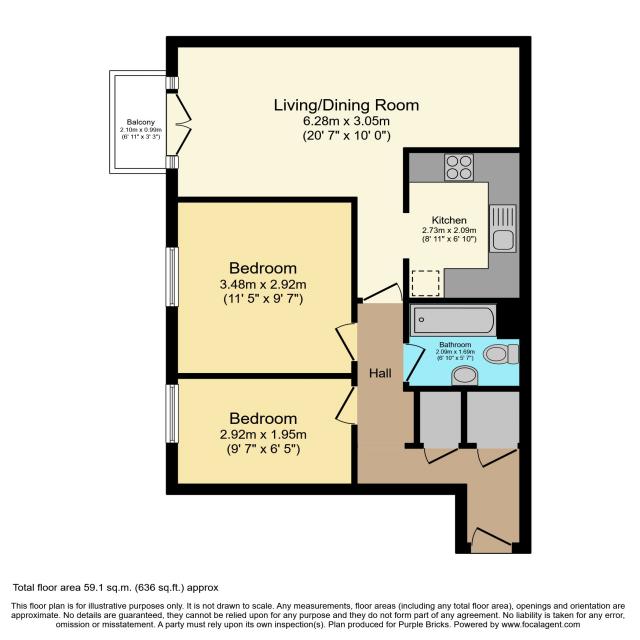 Living/Dining Room
6.28m x 3.05m
(20' 7" x 10' 0")
Balcony
2.10m x 0.99m
(6' 11" x 3' 3")
Kitchen
2.73m x 2.09m
(8' 11" x 6' 10")
Bedroom
3.48m x 2.92m
(11' 5" x 9' 7")
Bathroom
2.09m x 1.69m
(6' 10" x 5' 7")
Hall
Bedroom
2.92m x 1.95m
(9' 7" x 6' 5")
Total floor area 59.1 sq.m. (636 sq.ft.) approx
This floor plan is for illustrative purposes only. It is not drawn to scale. Any measurements, floor areas (including any total floor area), openings and orientation are
approximate. No details are guaranteed, they cannot be relied upon for any purpose and they do not form part of any agreement. No liability is taken for any error,
omission or misstatement. A party must rely upon its own inspection(s). Plan produced for Purple Bricks. Powered by www.focalagent.com